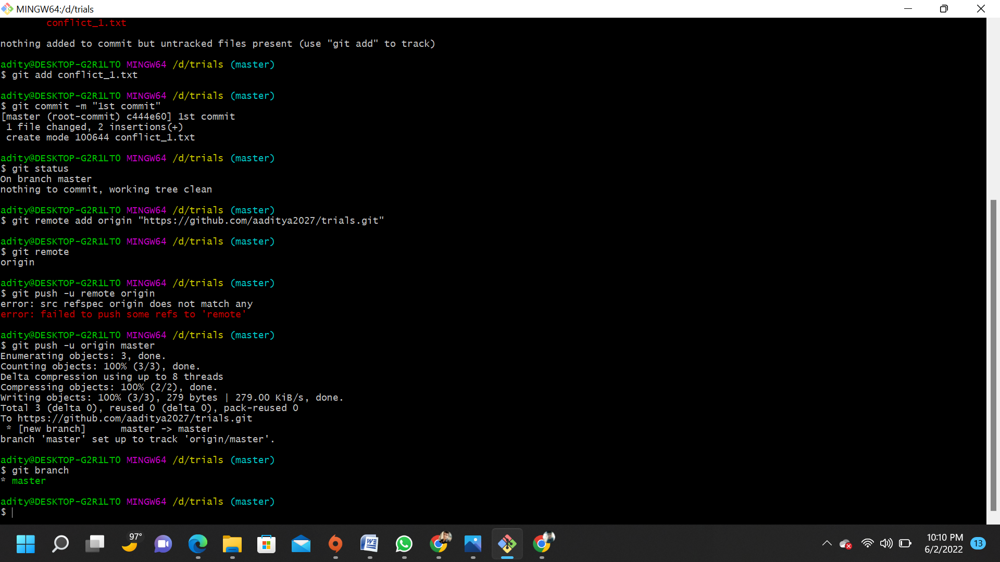 MINGW64:/d/trials
conflict_1.txt
nothing added to commit but untracked files present (use "git add" to track)
adity@DESKTOP-G2R1LT0 MINGW64 /d/trials (master)
$ git add conflict_1.txt
adity@DESKTOP-G2R1LT0 MINGW64 /d/trials (master)
$ git commit -m "1st commit"
[master (root-commit) c444e60] 1st commit
1 file changed, 2 insertions(+)
create mode 100644 conflict_1.txt
adity@DESKTOP-G2R1LT0 MINGW64 /d/trials (master)
$ git status
On branch master
nothing to commit, working tree clean
adity@DESKTOP-G2R1LT0 MINGW64 /d/trials (master)
$ git remote add origin "https://github.com/aaditya2027/trials.git"
adity@DESKTOP-G2R1LT0 MINGW64 /d/trials (master)
$ git remote
origin
adity@DESKTOP-G2R1LT0 MINGW64 /d/trials (master)
$ git push -u remote origin
error: src refspec origin does not match any
error: failed to push some refs to 'remote'
adity@DESKTOP-G2R1LT0 MINGW64 /d/trials (master)
$ git push -u origin master
Enumerating objects: 3, done.
Counting objects: 100% (3/3), done.
Delta compression using up to 8 threads
Compressing objects: 100% (2/2), done.
Writing objects: 100% (3/3), 279 bytes | 279.00 KiB/s, done.
Total 3 (delta 0), reused 0 (delta 0), pack-reused 0
To https://github.com/aaditya2027/trials.git
* [new branch]      master -> master
branch 'master' set up to track 'origin/master'.
adity@DESKTOP-G2R1LT0 MINGW64 /d/trials (master)
$ git branch
* master
adity@DESKTOP-G2R1LT0 MINGW64 /d/trials (master)
$
97°
10:10 PM
6/2/2022
13